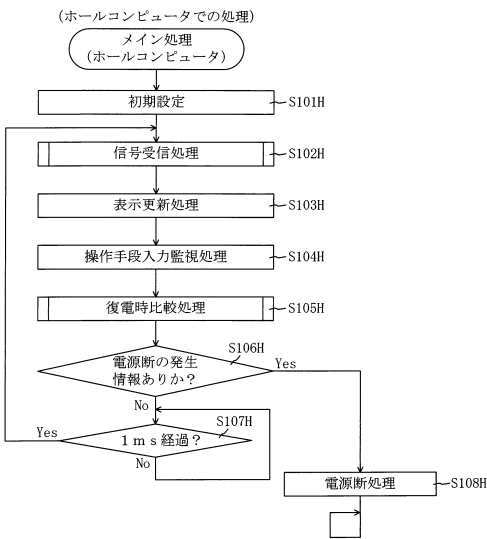 （ホールコンピュータでの処理）
メイン処理
（ホールコンピュータ）
初期設定
S101H
信号受信処理
S102H
表示更新処理
S103H
操作手段入力監視処理
S104H
復電時比較処理
S105H
S106H
電源断の発生
情報ありか？
Yes
No
S107H
Yes
１ｍｓ経過？
No
電源断処理
S108H